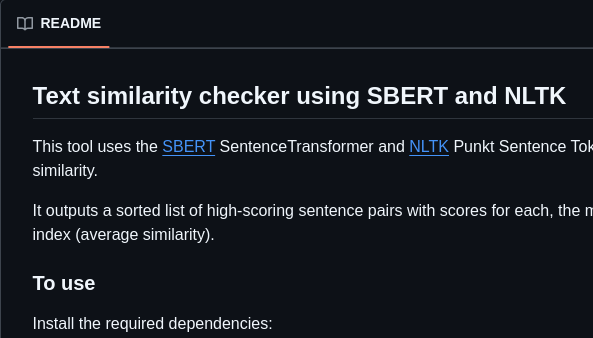 README
Text similarity checker using SBERT and NLTK
This tool uses the SBERT SentenceTransformer and NLTK Punkt Sentence
similarity.
It outputs a sorted list of high-scoring sentence pairs with scores for each, the
index (average similarity).
To use
Install the required dependencies: